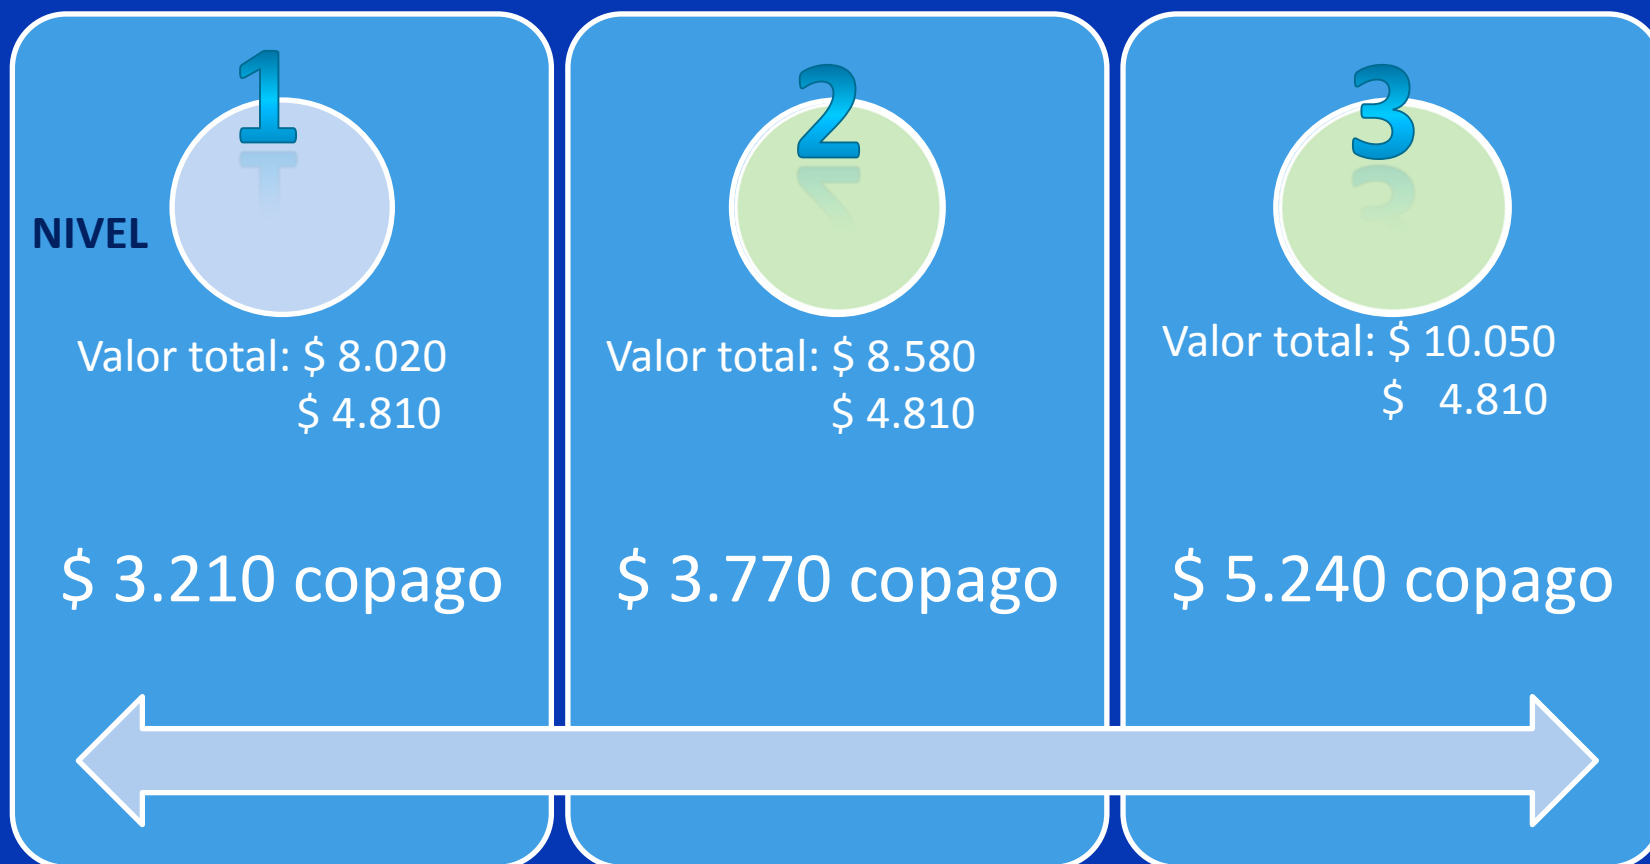 1
NIVEL
Valor total: $ 8.020
$ 4.810
$ 3.210 copago
2
Valor total: $ 8.580
$ 4.810
$ 3.770 copago
3
Valor total: $ 10.050
$ 4.810
$ 5.240 copago